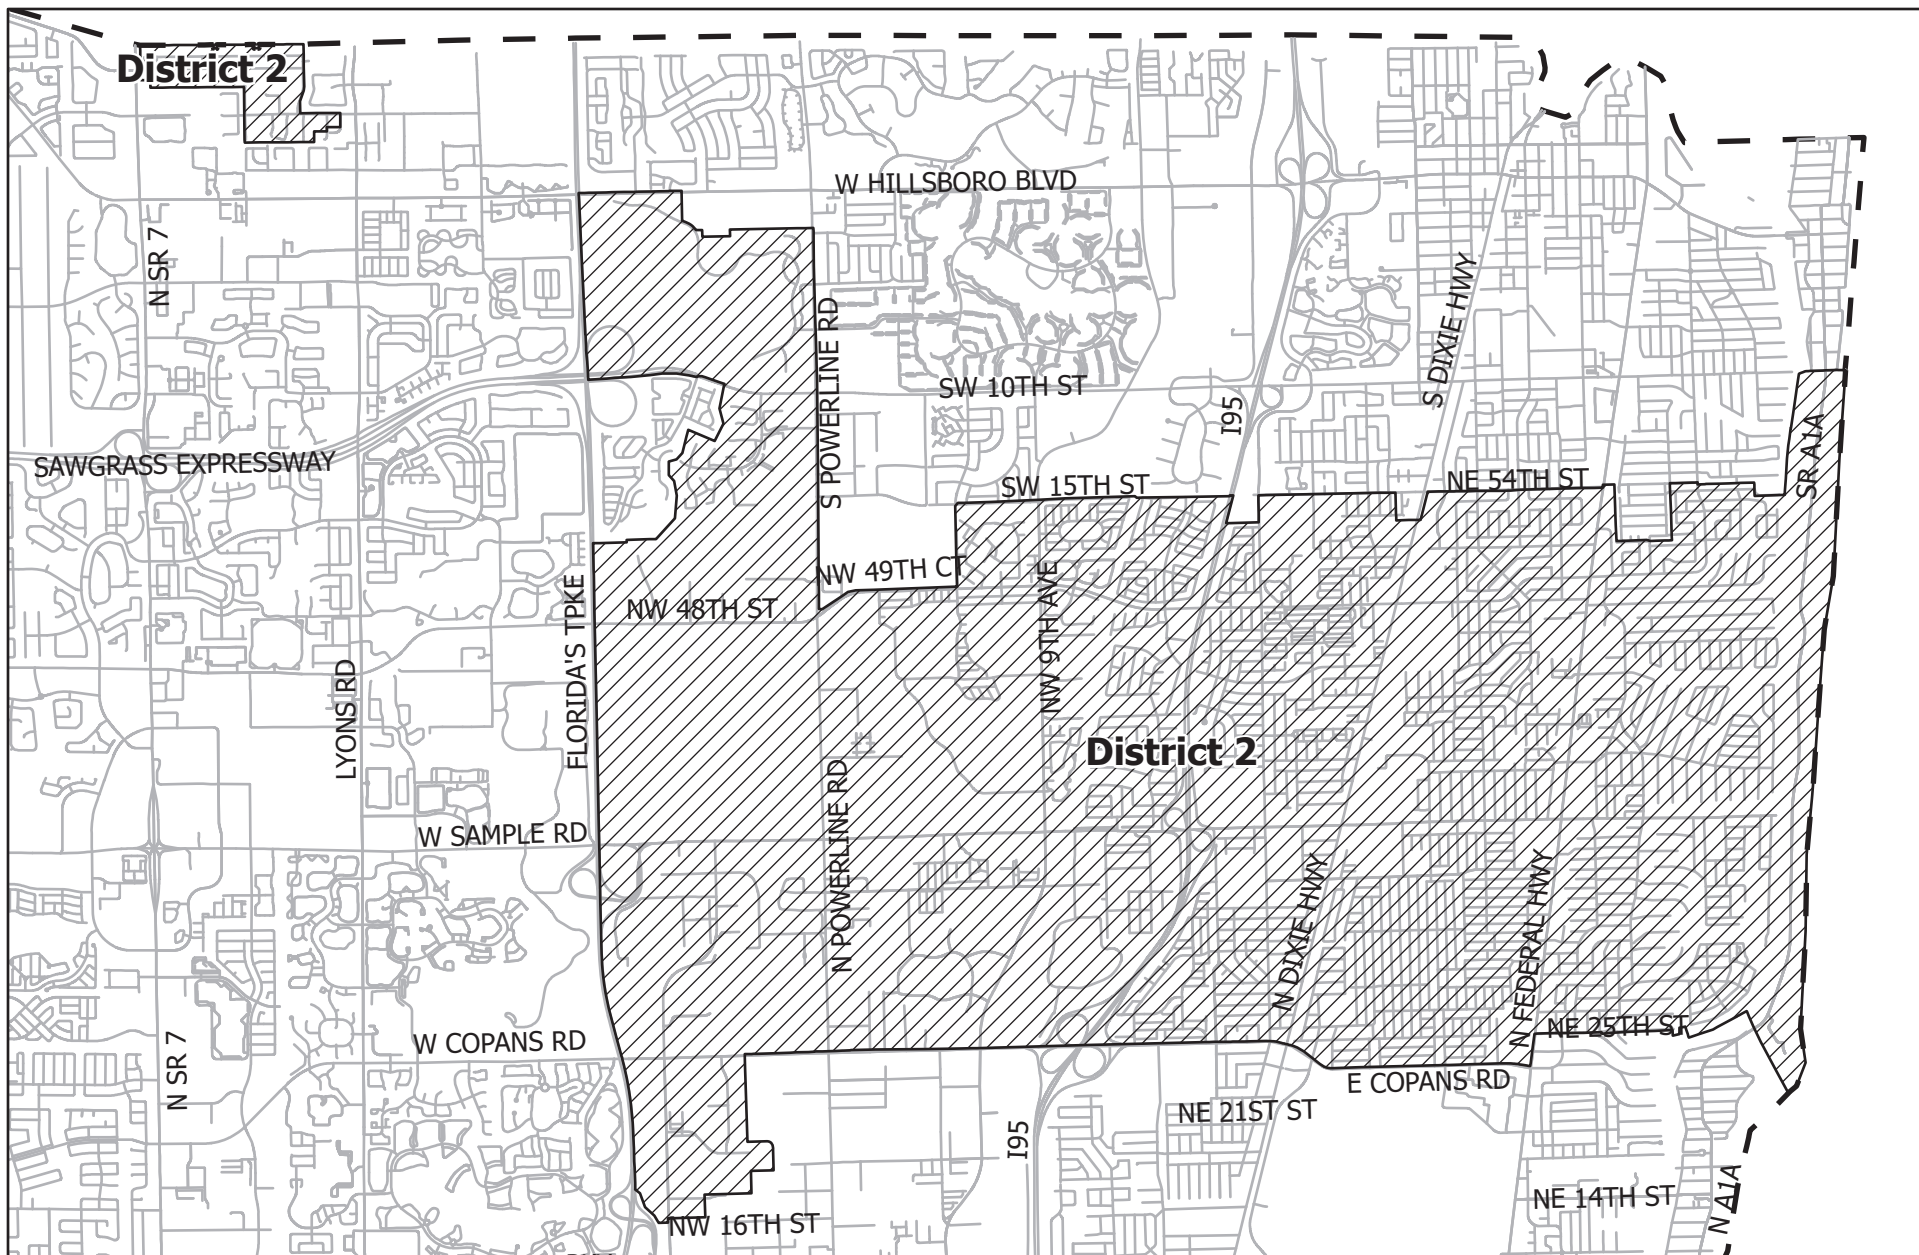 District 2
W HILLSBORO BLVD
N SR 7
S POWERLINE RD
S DIXIE HWY
SW 10TH ST
I95
SR A1A
SAWGRASS EXPRESSWAY
SW 15TH ST
NE 54TH ST
NW 49TH CT
NW 48TH ST
NW 9TH AVE
FLORIDA'S TPKE
LYONS RD
District 2
W SAMPLE RD
N POWERLINE RD
N DIXIE HWY
N FEDERAL HWY
NE 25TH ST
W COPANS RD
N SR 7
E COPANS RD
NE 21ST ST
I95
NE 14TH ST
N A1A
NW 16TH ST